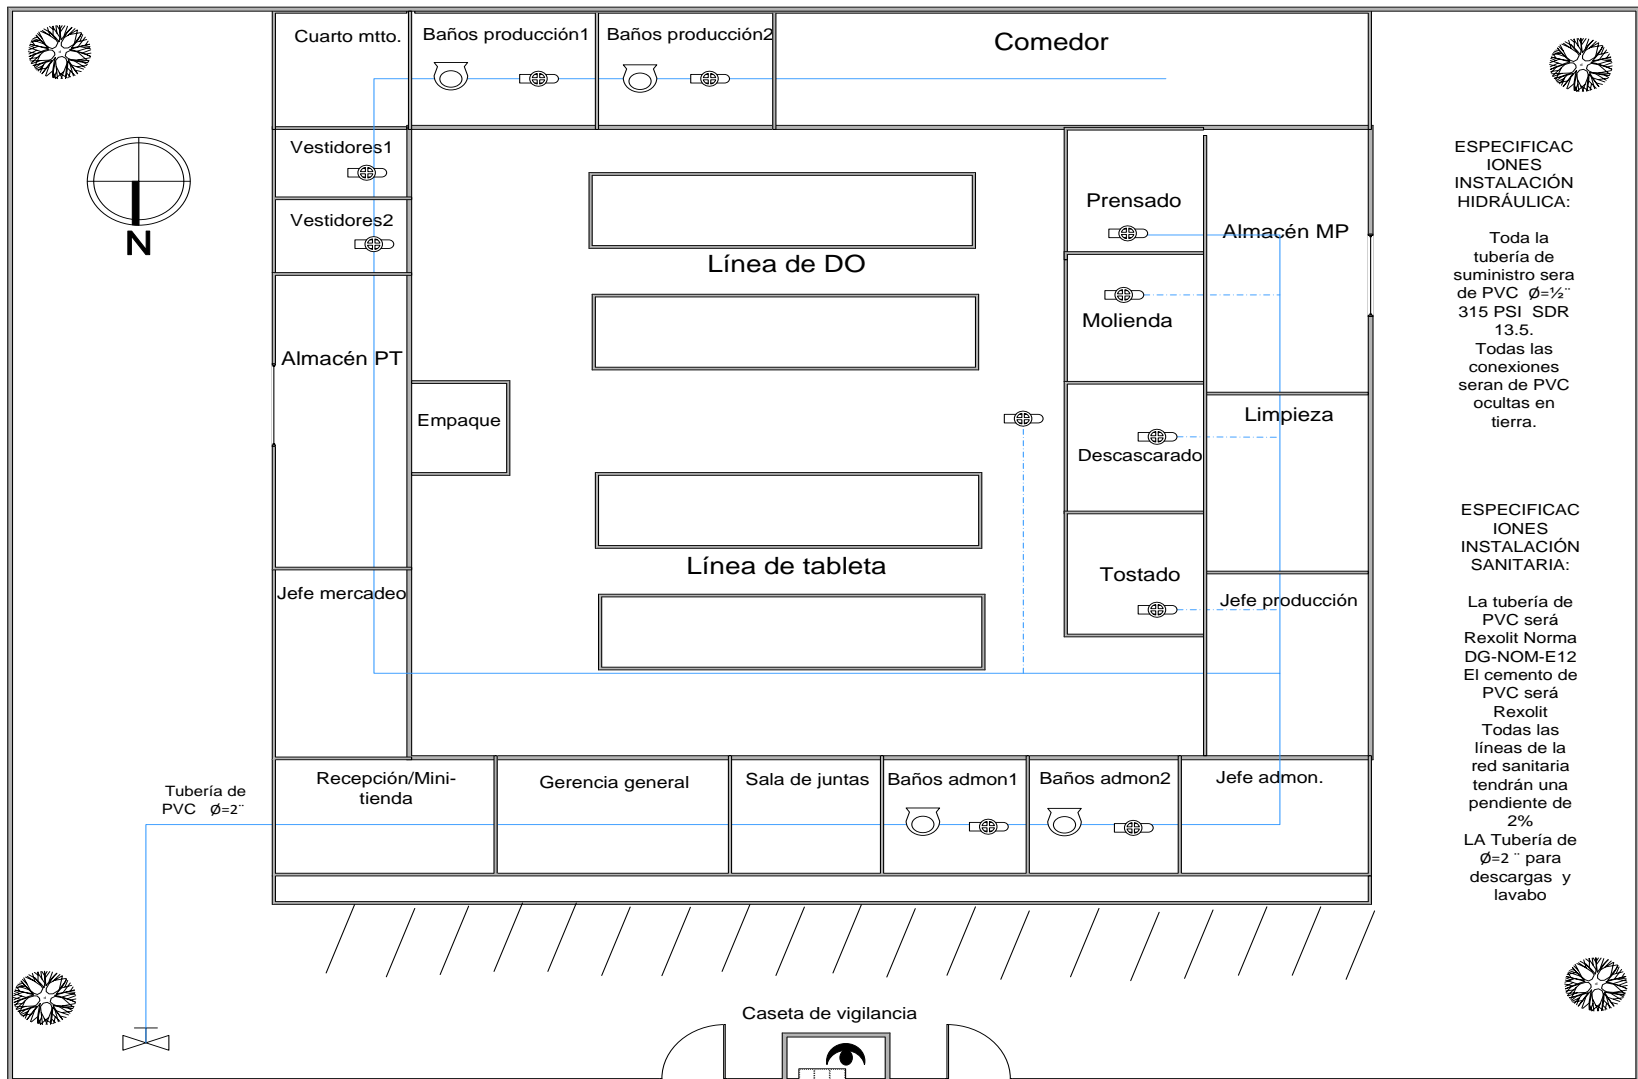 Cuarto mtto.
Baños producción1
Baños producción2
Comedor
Vestidores1
Vestidores2
N
Línea de DO
Prensado
Almacén MP
Molienda
Almacén PT
Empaque
Limpieza
Descascarado
Línea de tableta
Tostado
Jefe mercadeo
Jefe producción
Recepción/Mini-
tienda
Gerencia general
Sala de juntas
Baños admon1
Baños admon2
Jefe admon.
Tubería de
PVC Ø=2¨
Caseta de vigilancia
ESPECIFICAC
IONES
INSTALACIÓN
HIDRÁULICA:
Toda la
tubería de
suministro sera
de PVC Ø=½¨
315 PSI SDR
13.5.
Todas las
conexiones
seran de PVC
ocultas en
tierra.
ESPECIFICAC
IONES
INSTALACIÓN
SANITARIA:
La tubería de
PVC será
Rexolit Norma
DG-NOM-E12
El cemento de
PVC será
Rexolit
Todas las
líneas de la
red sanitaria
tendrán una
pendiente de
2%
LA Tubería de
Ø=2 ¨ para
descargas y
lavabo